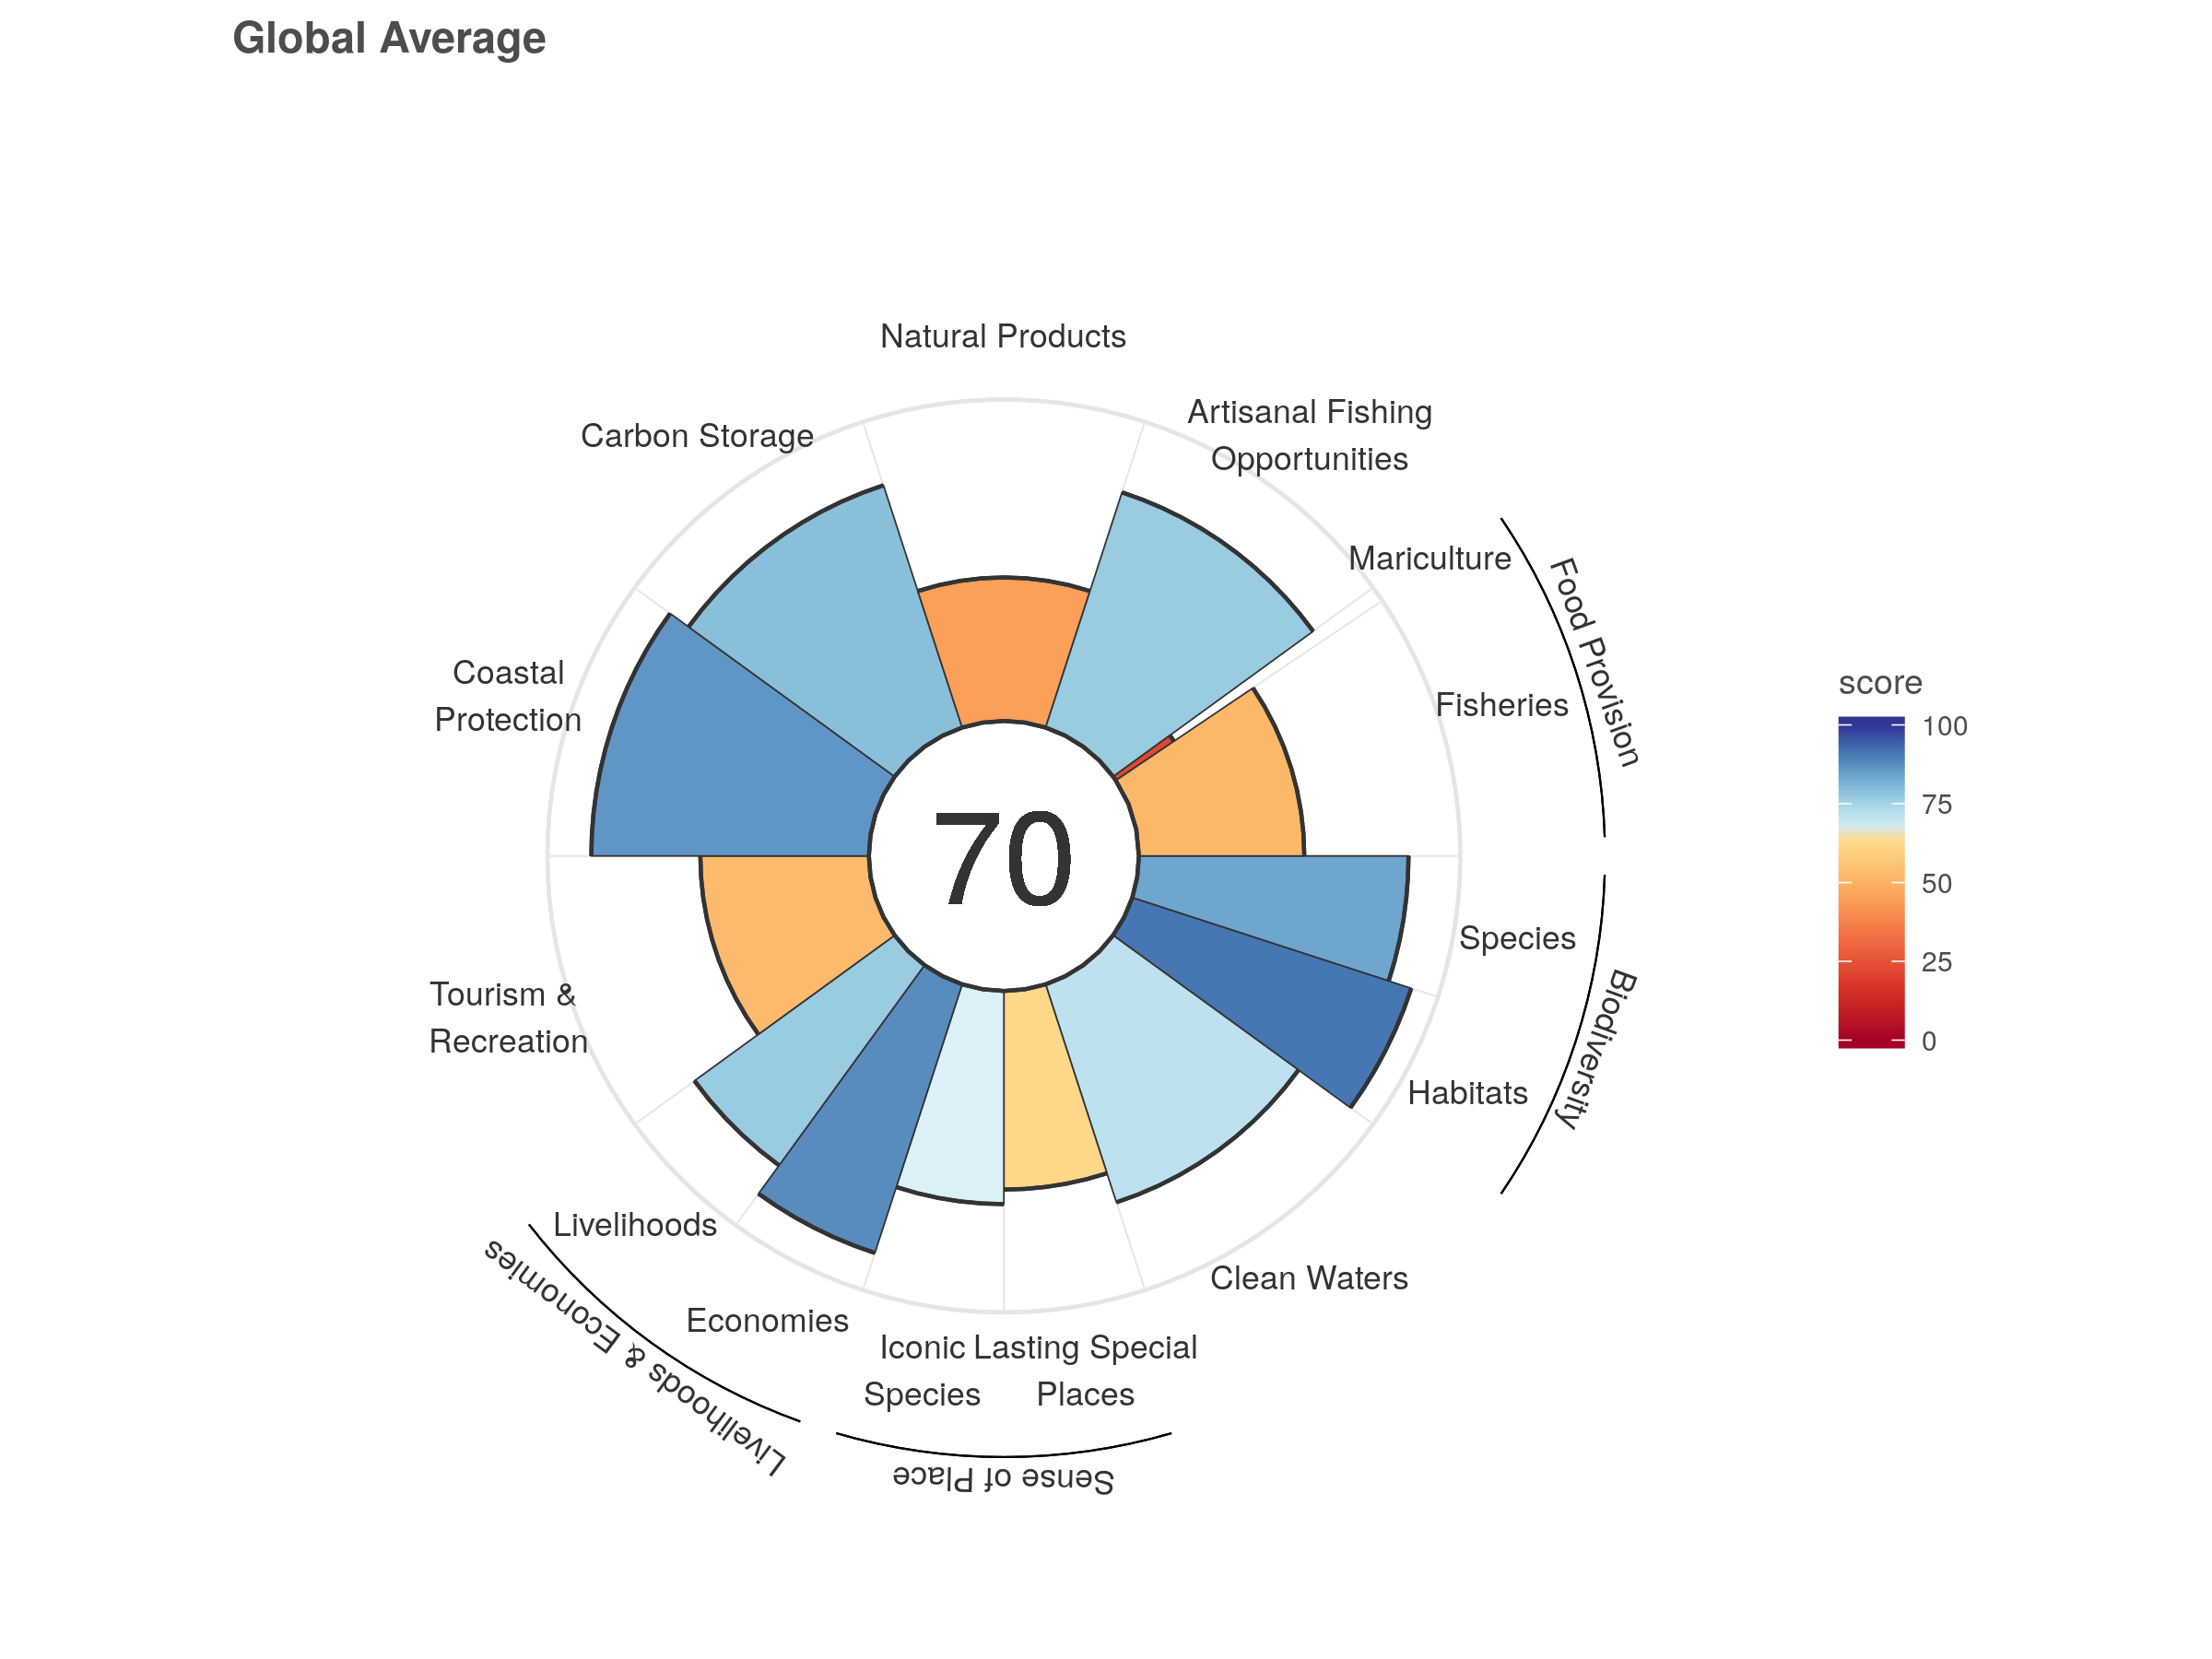 Global Average
Natural Products
Carbon Storage
Artisanal Fishing
Opportunities
Mariculture
Food Provision
Fisheries
Coastal
Protection
70
score
100
75
50
25
0
Species
Biodiversity
Habitats
Tourism &
Recreation
Livelihoods
Livelihoods & Economies
Economies
Clean Waters
Iconic
Species
Lasting Special
Places
Sense of Place